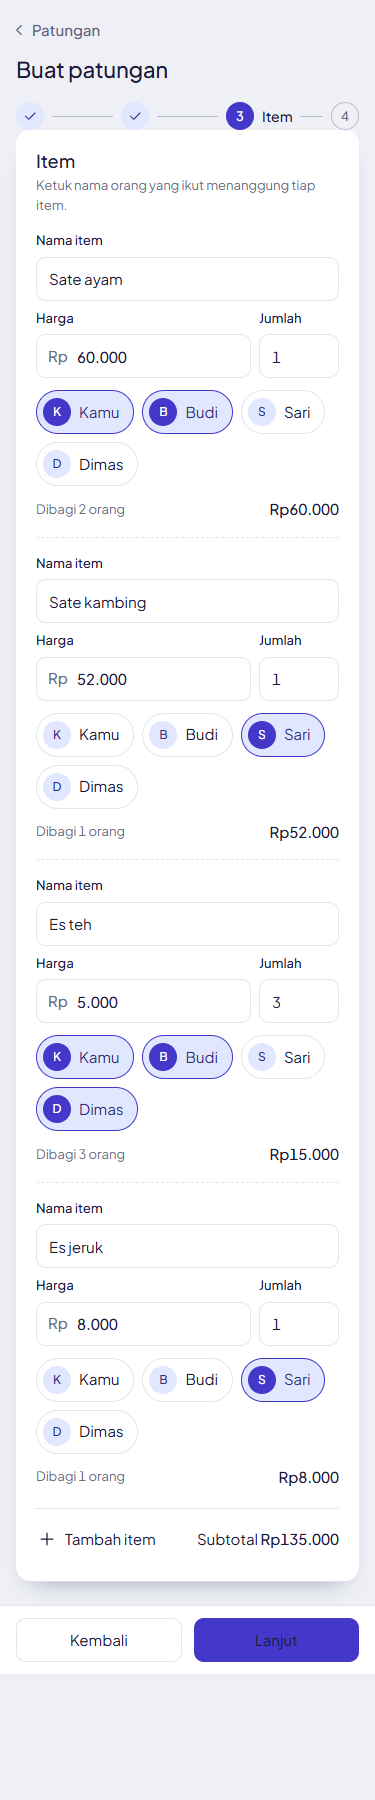 Patungan
Buat patungan
3 Item 4
Item
Ketuk nama orang yang ikut menanggung tiap
item.
Nama item
Sate ayam
Harga Jumlah
Rp 60.000 1
K Kamu B Budi S Sari
D Dimas
Dibagi 2 orang Rp60.000
Nama item
Sate kambing
Harga Jumlah
Rp 52.000 1
K Kamu B Budi S Sari
D Dimas
Dibagi 1 orang Rp52.000
Nama item
Es teh
Harga Jumlah
Rp 5.000 3
K Kamu B Budi S Sari
D Dimas
Dibagi 3 orang Rp15.000
Nama item
Es jeruk
Harga Jumlah
Rp 8.000 1
K Kamu B Budi S Sari
D Dimas
Dibagi 1 orang Rp8.000
Tambah item Subtotal Rp135.000
Kembali Lanjut